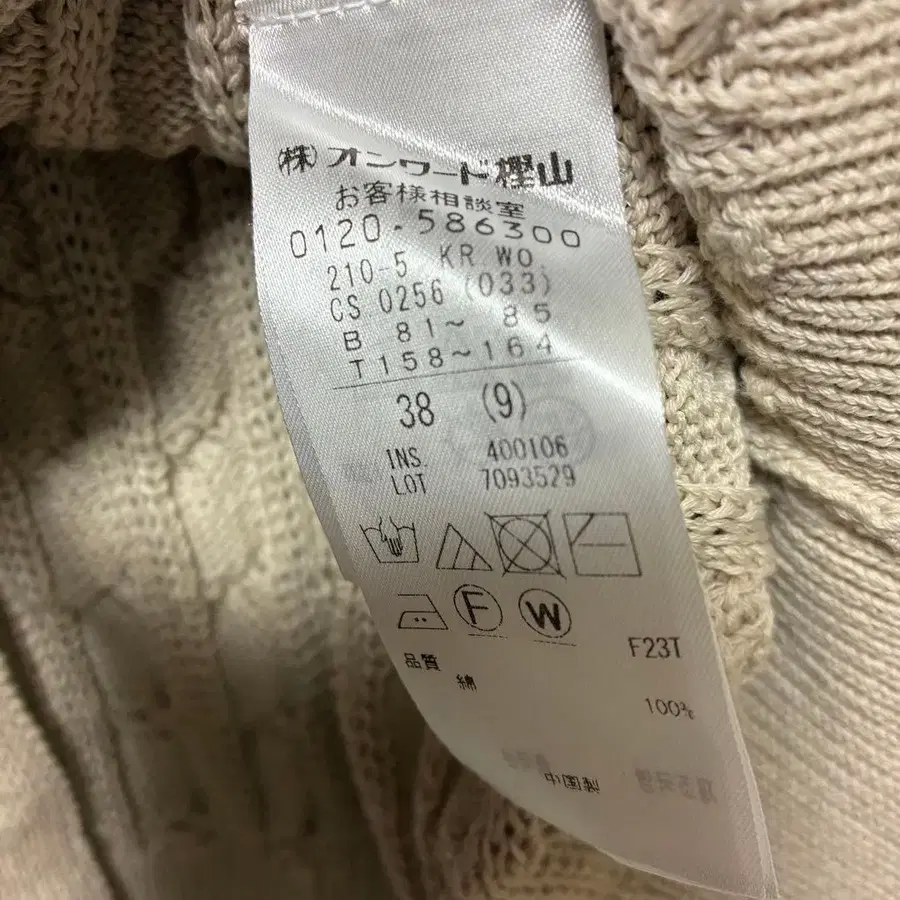 (株)オンワード樫山
お客様相談室
0120-586300
210-5 KR WO
CS 0256 (033)
B 81~ 85
T158~164
38 (9)
INS 400106
LOT 7093529
F W
F23T
品質
綿
100%
中国製